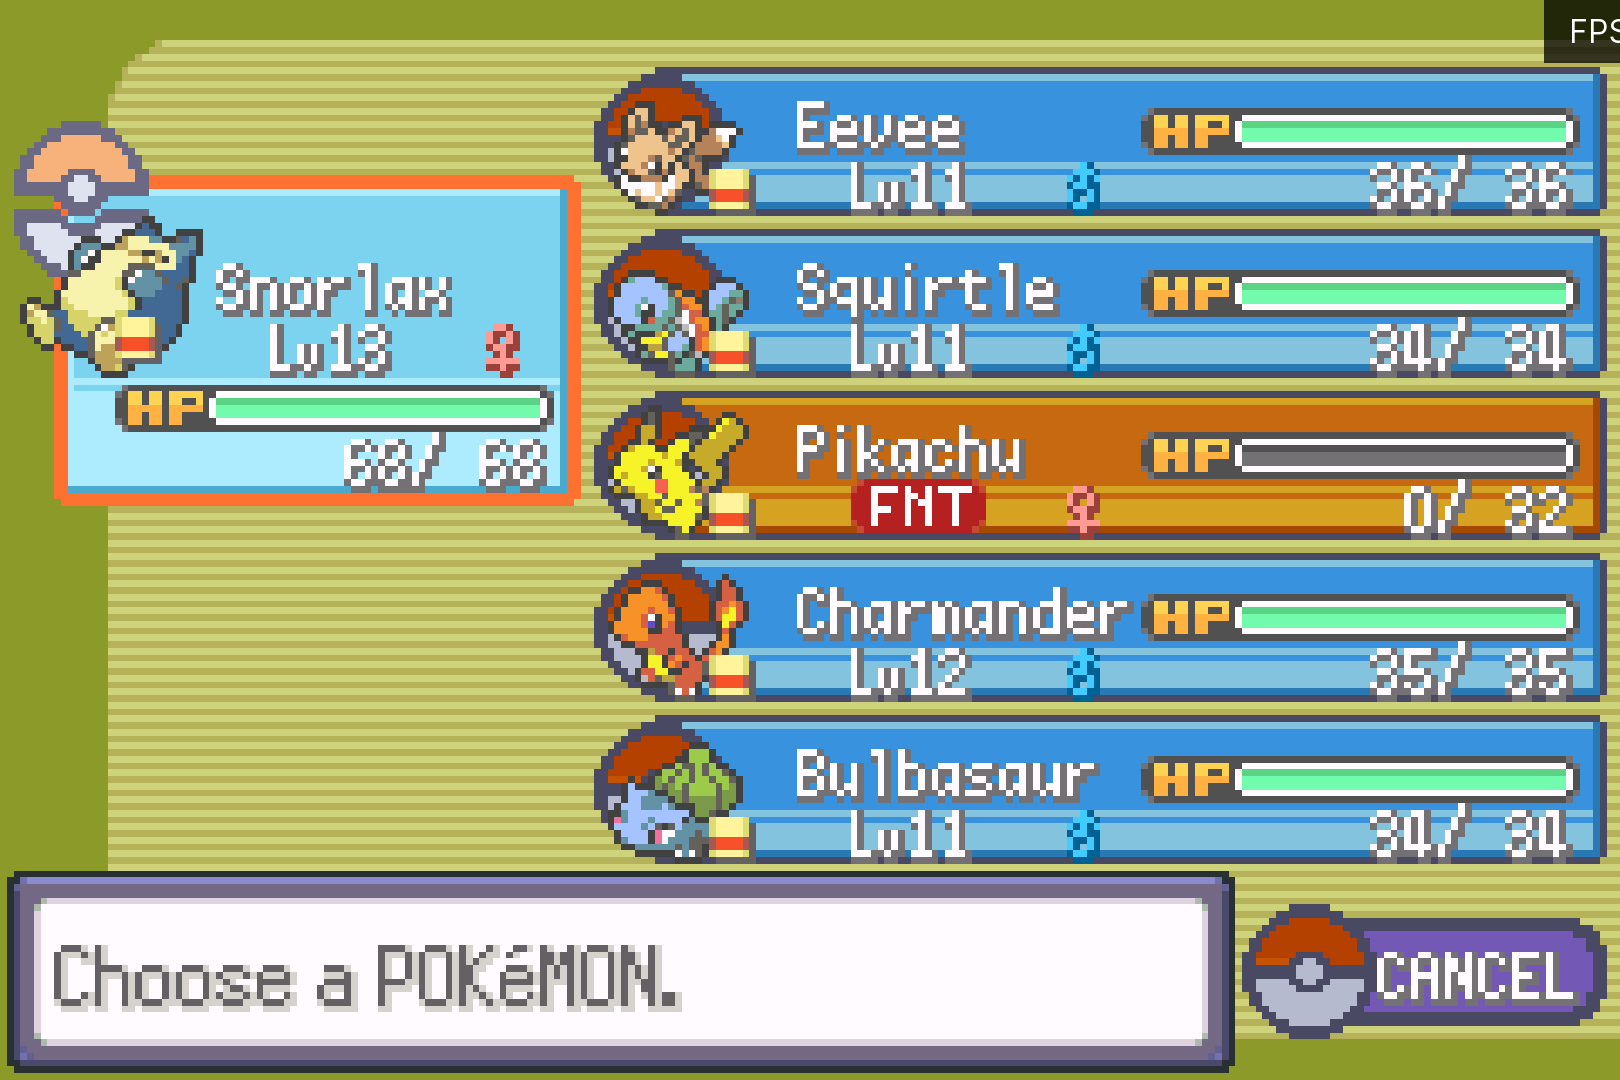 FPS
Snorlax
Lv13 ♀
HP
68/ 68
Eevee HP
Lv11 ♂ 36/ 36
Squirtle HP
Lv11 ♂ 34/ 34
Pikachu HP
FNT ♀ 0/ 32
Charmander HP
Lv12 ♂ 35/ 35
Bulbasaur HP
Lv11 ♂ 34/ 34
Choose a POKéMON.
CANCEL